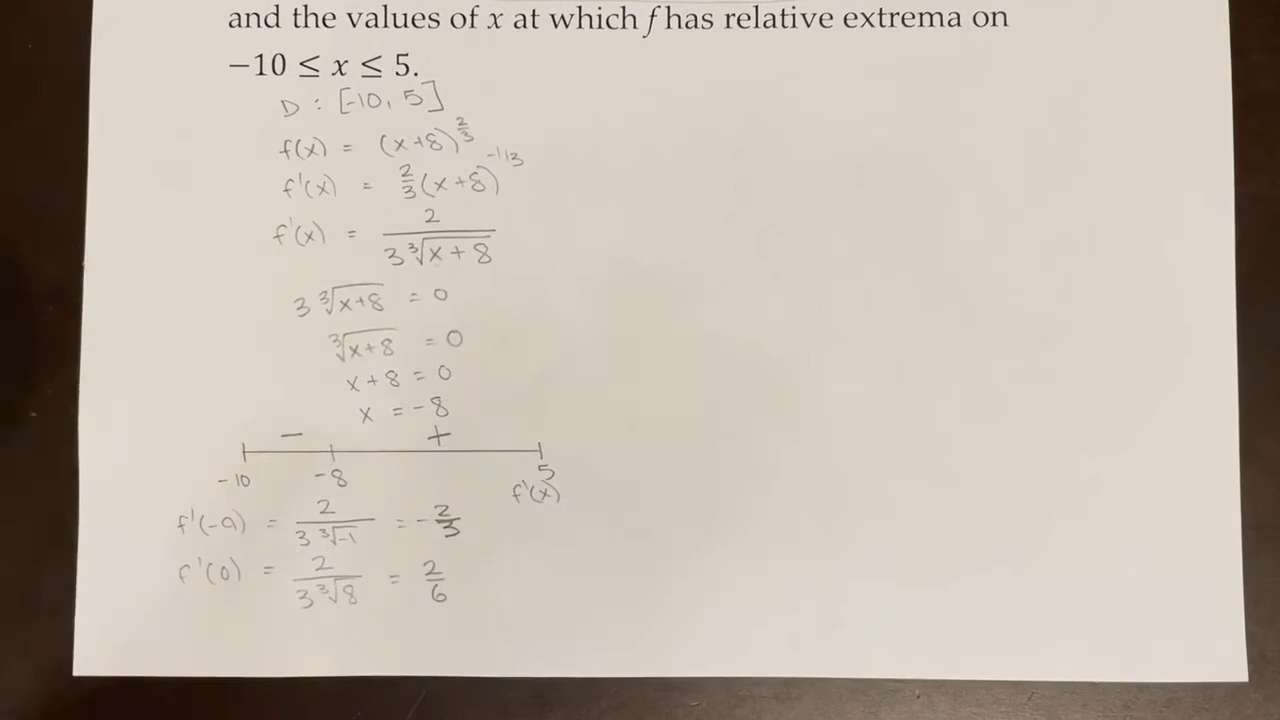 and the values of x at which f has relative extrema on
−10 ≤ x ≤ 5.
D : [-10, 5]
f(x) = (x+8)^{2/3}
f'(x) = 2/3 (x+8)^{-1/3}
f'(x) = 2 / 3∛(x+8)
3∛(x+8) = 0
∛(x+8) = 0
x+8 = 0
x = -8
− +
-10 -8 5
f'(x)
f'(-9) = 2 / 3∛-1 = -2/3
f'(0) = 2 / 3∛8 = 2/6